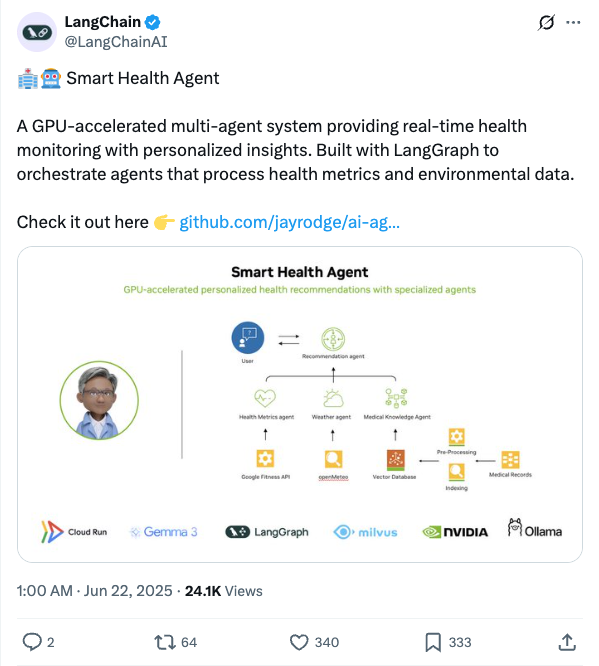 LangChain
@LangChainAI
🏥🤖 Smart Health Agent
A GPU-accelerated multi-agent system providing real-time health
monitoring with personalized insights. Built with LangGraph to
orchestrate agents that process health metrics and environmental data.
Check it out here 👉 github.com/jayrodge/ai-ag...
Smart Health Agent
GPU-accelerated personalized health recommendations with specialized agents
User
Recommendation agent
Health Metrics agent
Weather agent
Medical Knowledge Agent
Pre-Processing
Google Fitness API
openMeteo
Vector Database
Indexing
Medical Records
Cloud Run
Gemma 3
LangGraph
milvus
NVIDIA
Ollama
1:00 AM · Jun 22, 2025 · 24.1K Views
2
64
340
333